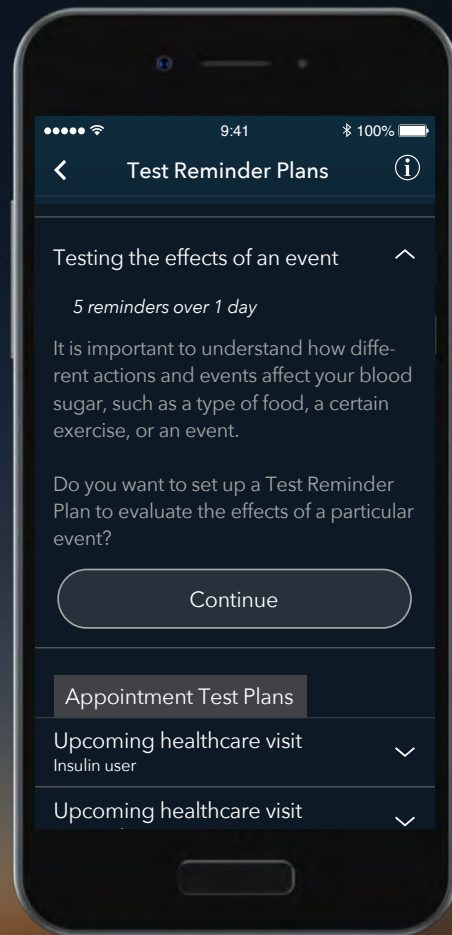 9:41
100%
Test Reminder Plans
Testing the effects of an event
5 reminders over 1 day
It is important to understand how diffe-
rent actions and events affect your blood
sugar, such as a type of food, a certain
exercise, or an event.
Do you want to set up a Test Reminder
Plan to evaluate the effects of a particular
event?
Continue
Appointment Test Plans
Upcoming healthcare visit
Insulin user
Upcoming healthcare visit